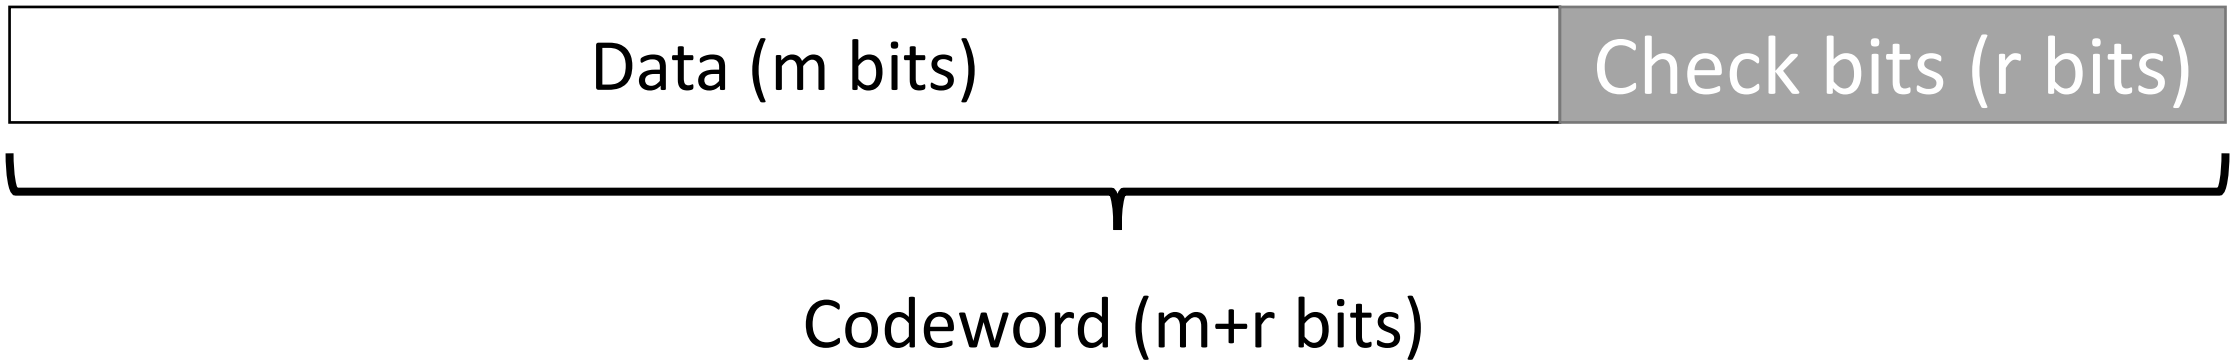 Data (m bits) Check bits (r bits)
Codeword (m+r bits)